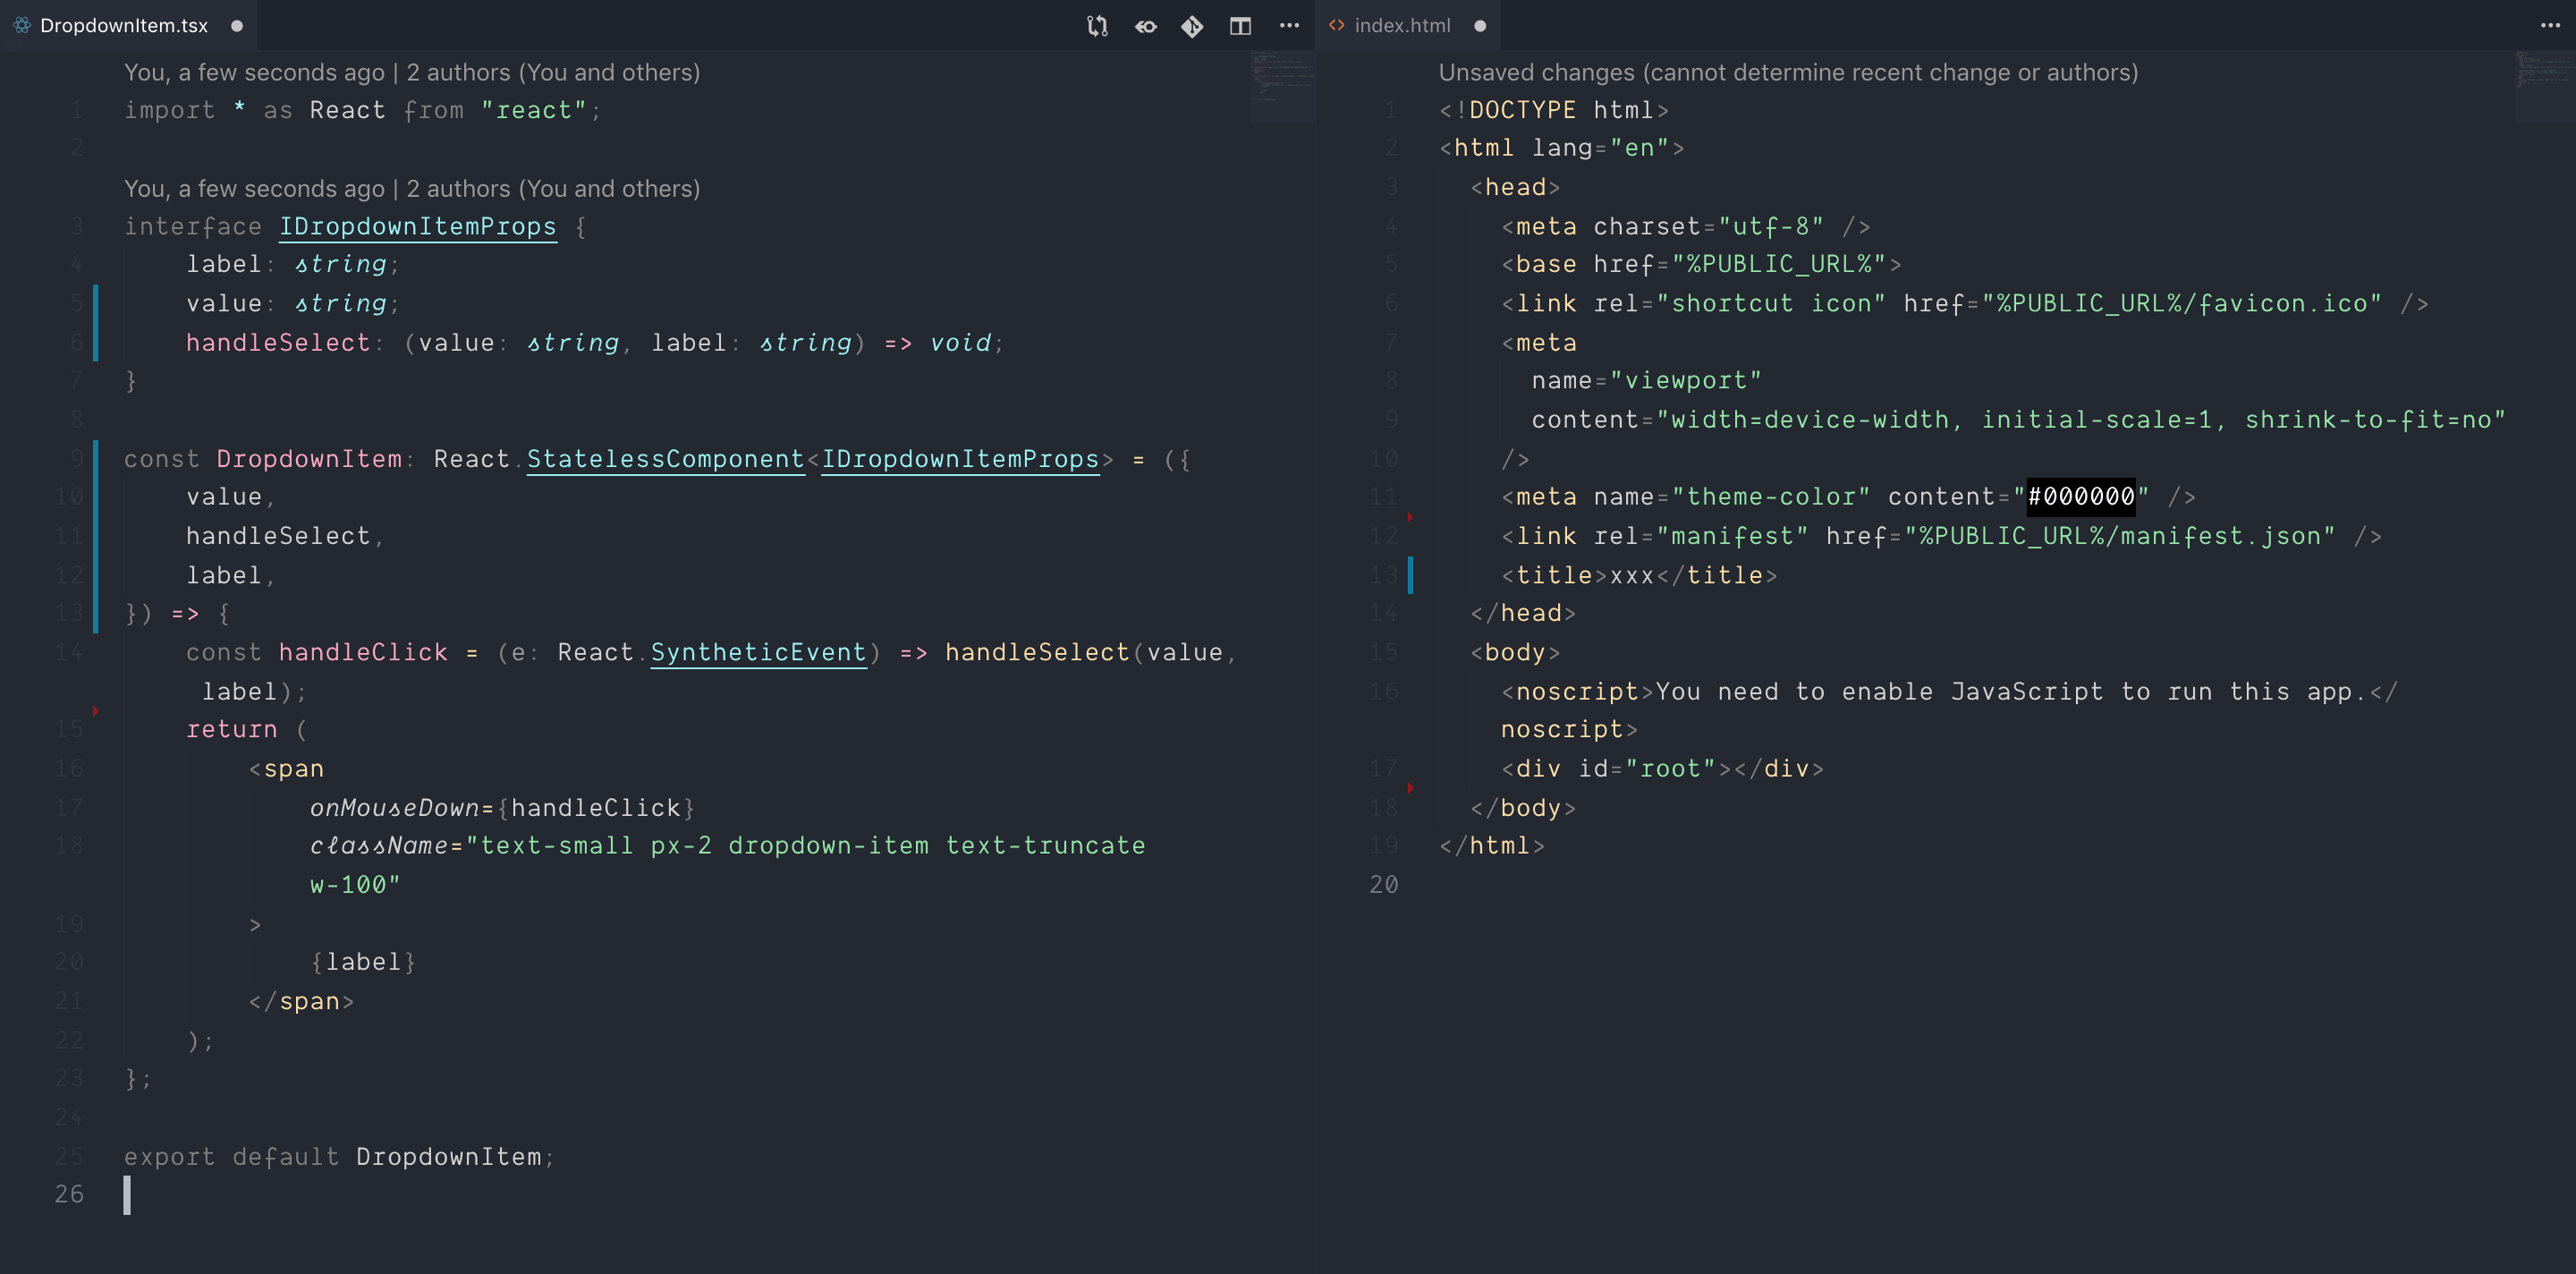 DropdownItem.tsx
You, a few seconds ago | 2 authors (You and others)
1 import * as React from "react";
2
You, a few seconds ago | 2 authors (You and others)
3 interface IDropdownItemProps {
4 label: string;
5 value: string;
6 handleSelect: (value: string, label: string) => void;
7 }
8
9 const DropdownItem: React.StatelessComponent<IDropdownItemProps> = ({
10 value,
11 handleSelect,
12 label,
13 }) => {
14 const handleClick = (e: React.SyntheticEvent) => handleSelect(value,
label);
15 return (
16 <span
17 onMouseDown={handleClick}
18 className="text-small px-2 dropdown-item text-truncate
w-100"
19 >
20 {label}
21 </span>
22 );
23 };
24
25 export default DropdownItem;
26
index.html
Unsaved changes (cannot determine recent change or authors)
1 <!DOCTYPE html>
2 <html lang="en">
3 <head>
4 <meta charset="utf-8" />
5 <base href="%PUBLIC_URL%">
6 <link rel="shortcut icon" href="%PUBLIC_URL%/favicon.ico" />
7 <meta
8 name="viewport"
9 content="width=device-width, initial-scale=1, shrink-to-fit=no"
10 />
11 <meta name="theme-color" content="#000000" />
12 <link rel="manifest" href="%PUBLIC_URL%/manifest.json" />
13 <title>xxx</title>
14 </head>
15 <body>
16 <noscript>You need to enable JavaScript to run this app.</
noscript>
17 <div id="root"></div>
18 </body>
19 </html>
20